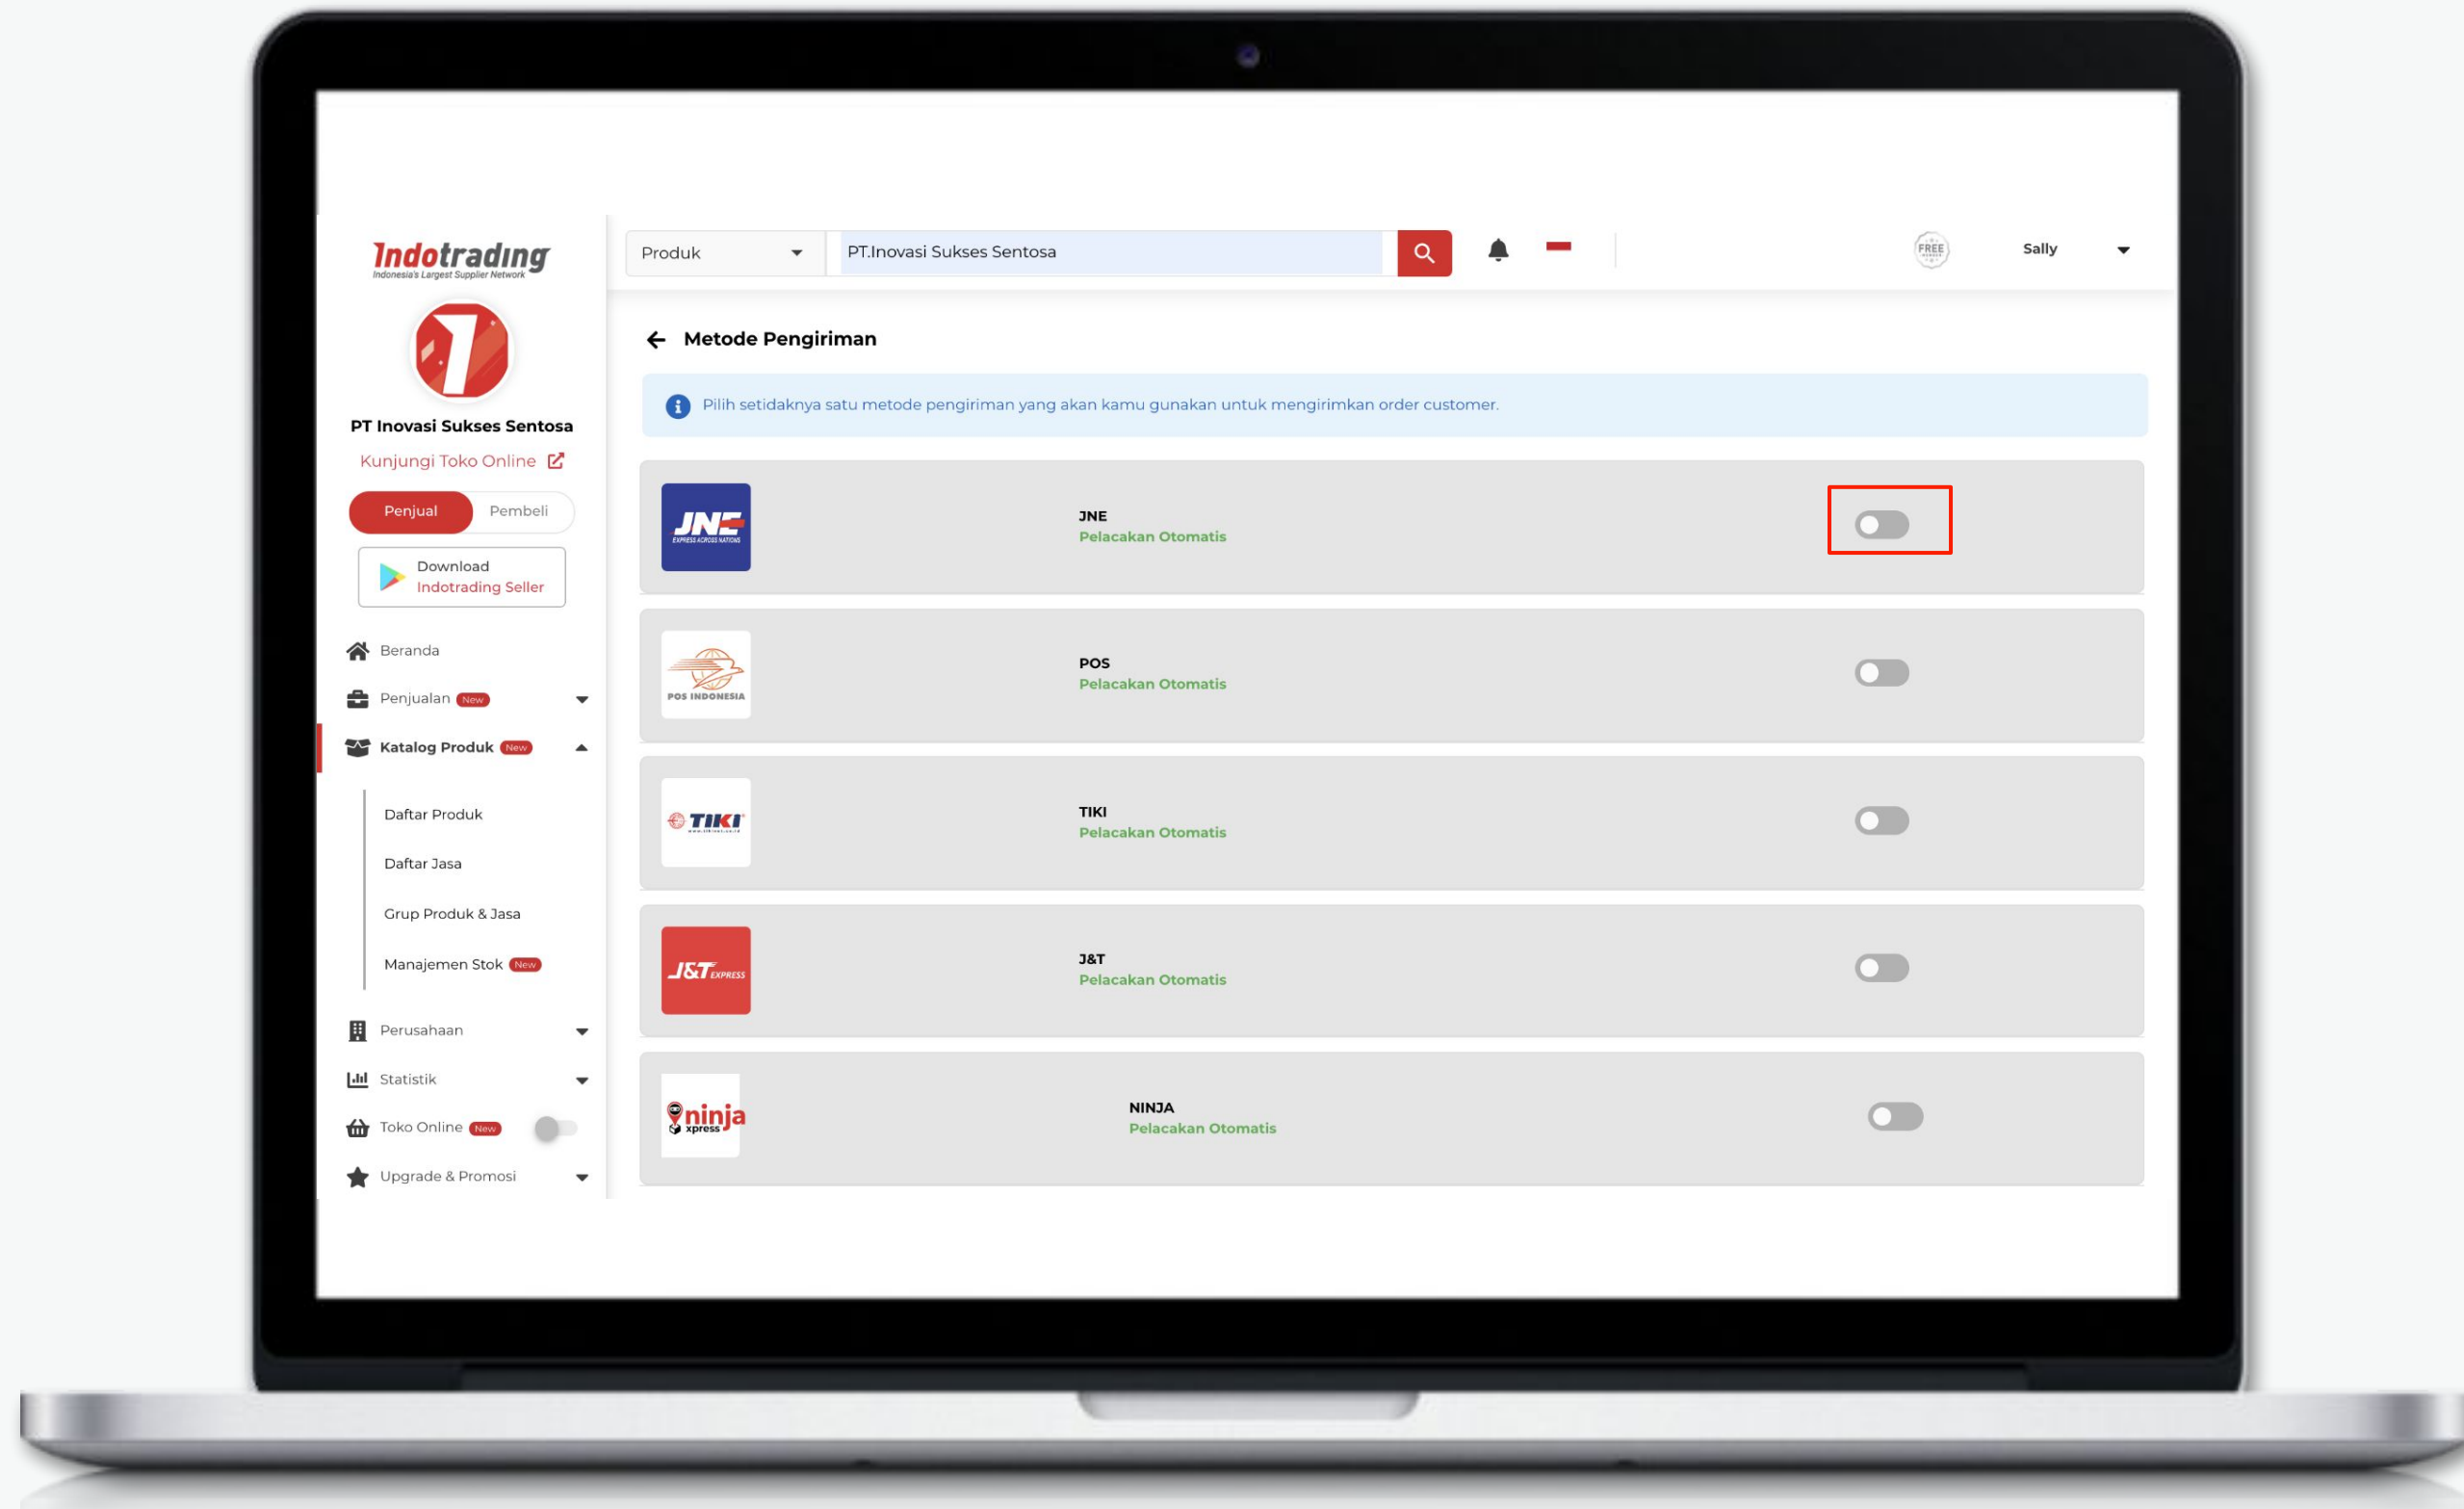 Indotrading
Indonesia's Largest Supplier Network
Produk
PT.Inovasi Sukses Sentosa
FREE
MEMBER
Sally
PT Inovasi Sukses Sentosa
Kunjungi Toko Online
Penjual Pembeli
Download
Indotrading Seller
Beranda
Penjualan New
Katalog Produk New
Daftar Produk
Daftar Jasa
Grup Produk & Jasa
Manajemen Stok New
Perusahaan
Statistik
Toko Online New
Upgrade & Promosi
Metode Pengiriman
Pilih setidaknya satu metode pengiriman yang akan kamu gunakan untuk mengirimkan order customer.
JNE
EXPRESS ACROSS NATIONS
JNE
Pelacakan Otomatis
POS INDONESIA
POS
Pelacakan Otomatis
TIKI
TIKI
Pelacakan Otomatis
J&T EXPRESS
J&T
Pelacakan Otomatis
ninja
xpress
NINJA
Pelacakan Otomatis